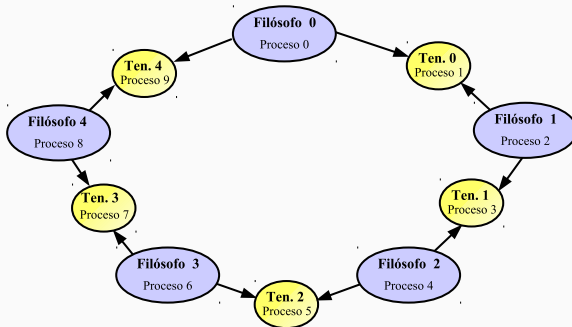 Filósofo 0
Proceso 0
Ten. 4
Proceso 9
Ten. 0
Proceso 1
Filósofo 4
Proceso 8
Filósofo 1
Proceso 2
Ten. 3
Proceso 7
Ten. 1
Proceso 3
Filósofo 3
Proceso 6
Filósofo 2
Proceso 4
Ten. 2
Proceso 5